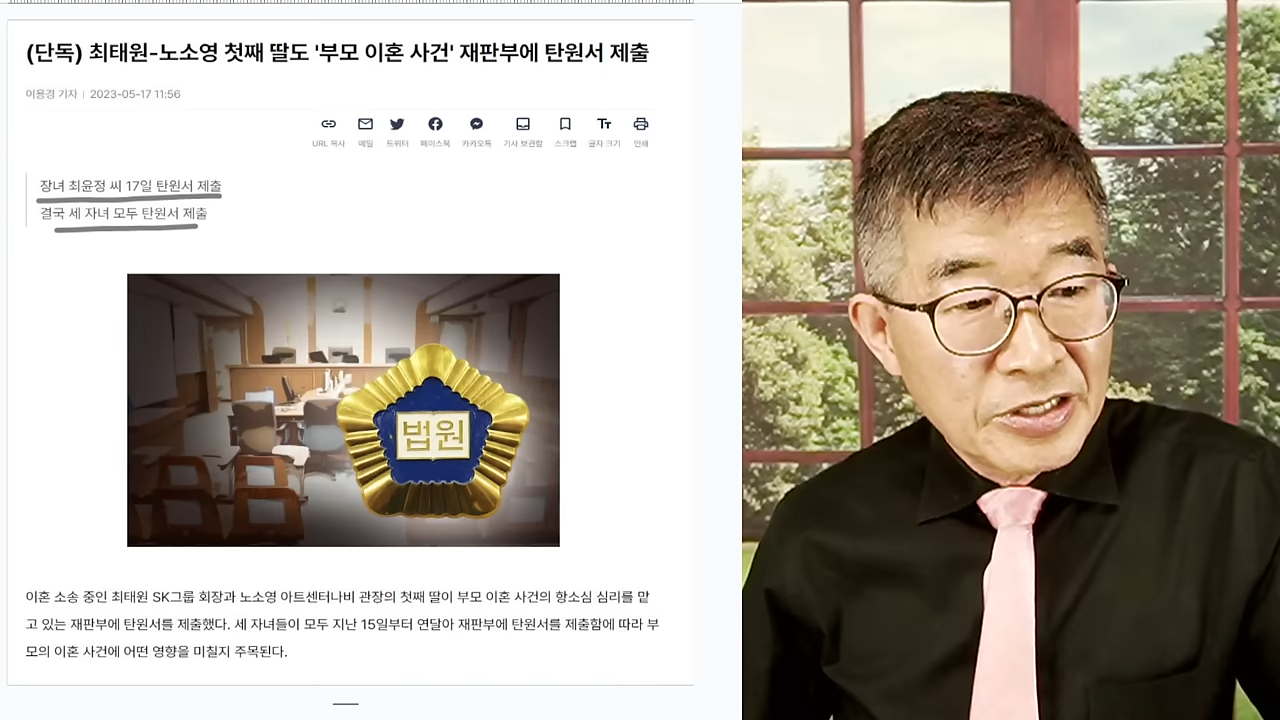 (단독) 최태원-노소영 첫째 딸도 '부모 이혼 사건' 재판부에 탄원서 제출
이용경 기자 | 2023-05-17 11:56
URL 복사 메일 트위터 페이스북 카카오톡 기사 보관함 스크랩 글자 크기 인쇄
장녀 최윤정 씨 17일 탄원서 제출
결국 세 자녀 모두 탄원서 제출
법원
이혼 소송 중인 최태원 SK그룹 회장과 노소영 아트센터나비 관장의 첫째 딸이 부모 이혼 사건의 항소심 심리를 맡
고 있는 재판부에 탄원서를 제출했다. 세 자녀들이 모두 지난 15일부터 연달아 재판부에 탄원서를 제출함에 따라 부
모의 이혼 사건에 어떤 영향을 미칠지 주목된다.